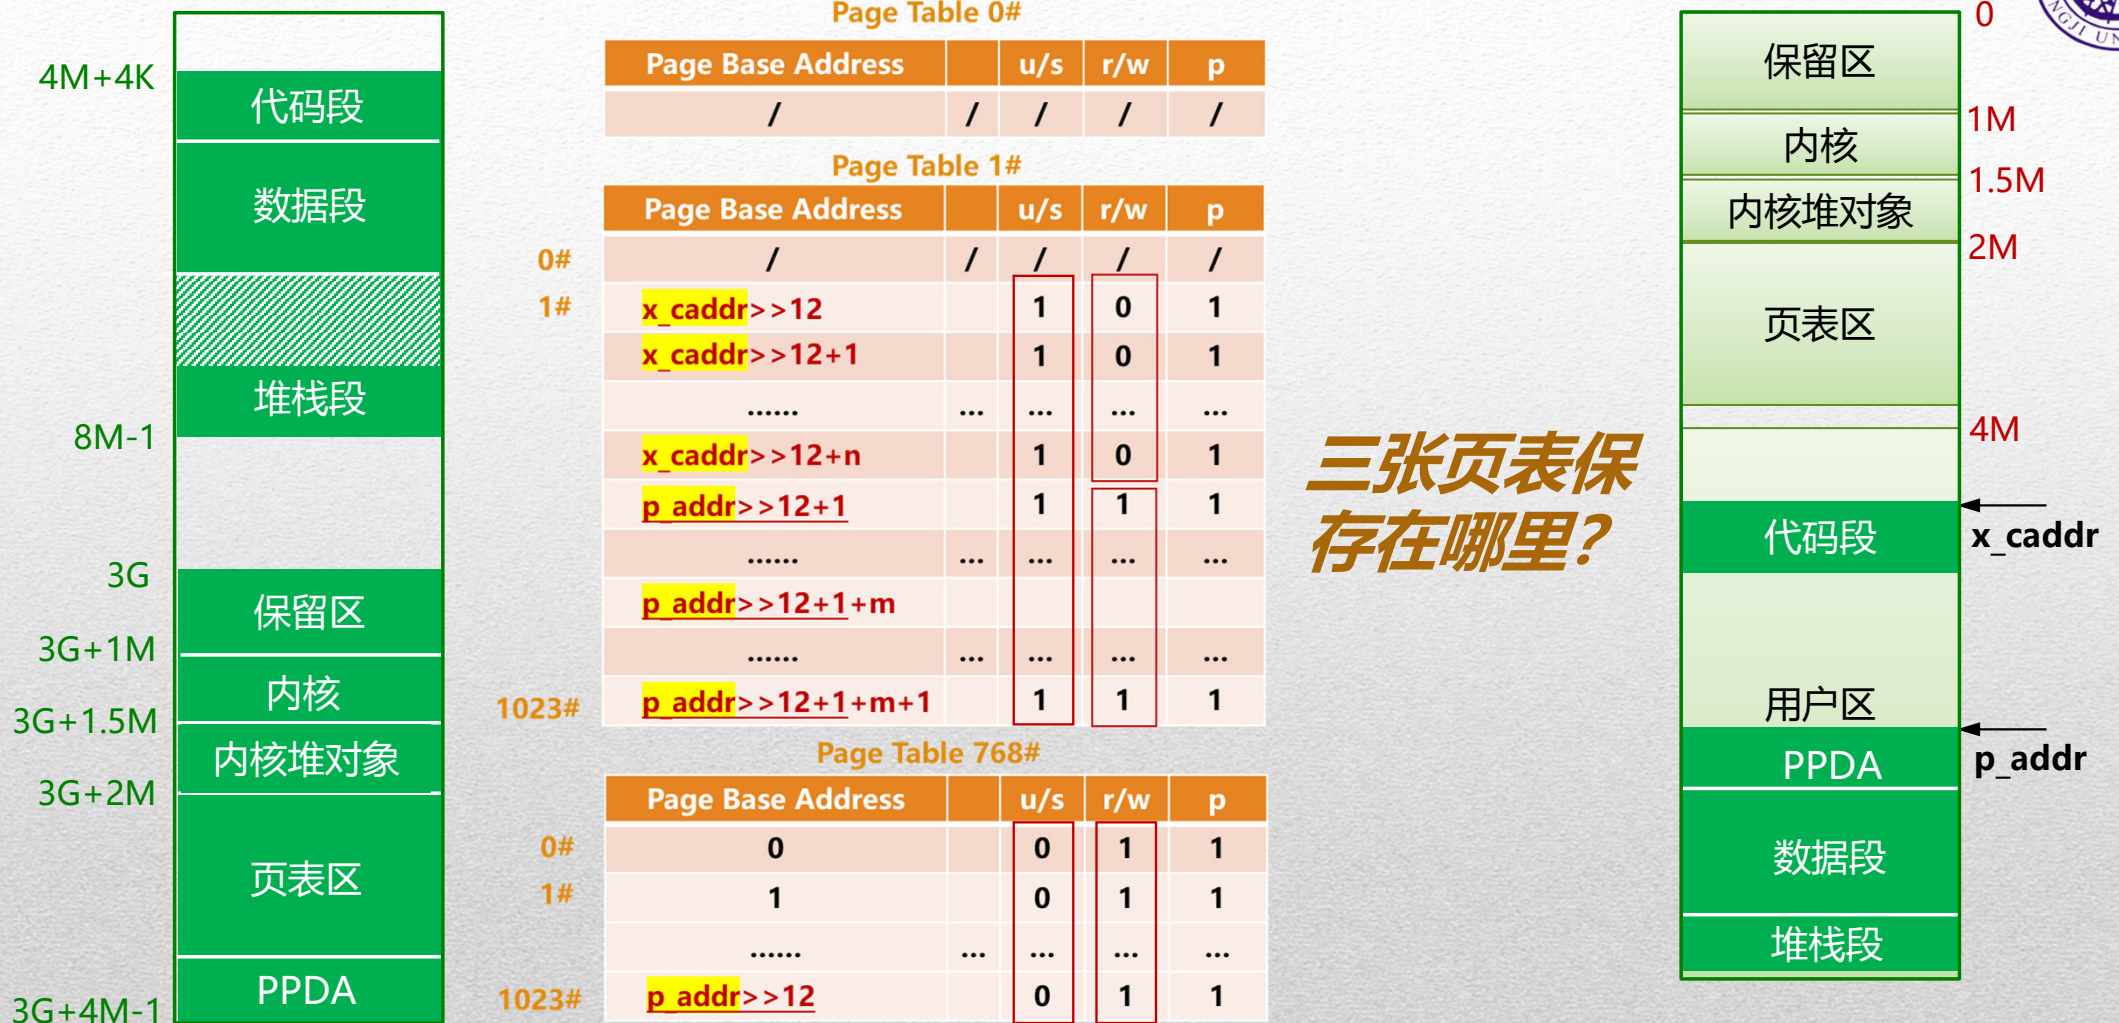 4M+4K
代码段
数据段
堆栈段
8M-1
3G
保留区
3G+1M
内核
3G+1.5M
内核堆对象
3G+2M
页表区
PPDA
3G+4M-1
Page Table 0#
Page Base Address u/s r/w p
/ / / / /
Page Table 1#
Page Base Address u/s r/w p
0# / / / / /
1# x_caddr>>12 1 0 1
x_caddr>>12+1 1 0 1
...... ... ... ... ...
x_caddr>>12+n 1 0 1
p_addr>>12+1 1 1 1
...... ... ... ... ...
p_addr>>12+1+m
...... ... ... ... ...
1023# p_addr>>12+1+m+1 1 1 1
Page Table 768#
Page Base Address u/s r/w p
0# 0 0 1 1
1# 1 0 1 1
...... ... ... ... ...
1023# p_addr>>12 0 1 1
三张页表保
存在哪里?
0
保留区
1M
内核
1.5M
内核堆对象
2M
页表区
4M
代码段
x_caddr
用户区
PPDA
p_addr
数据段
堆栈段